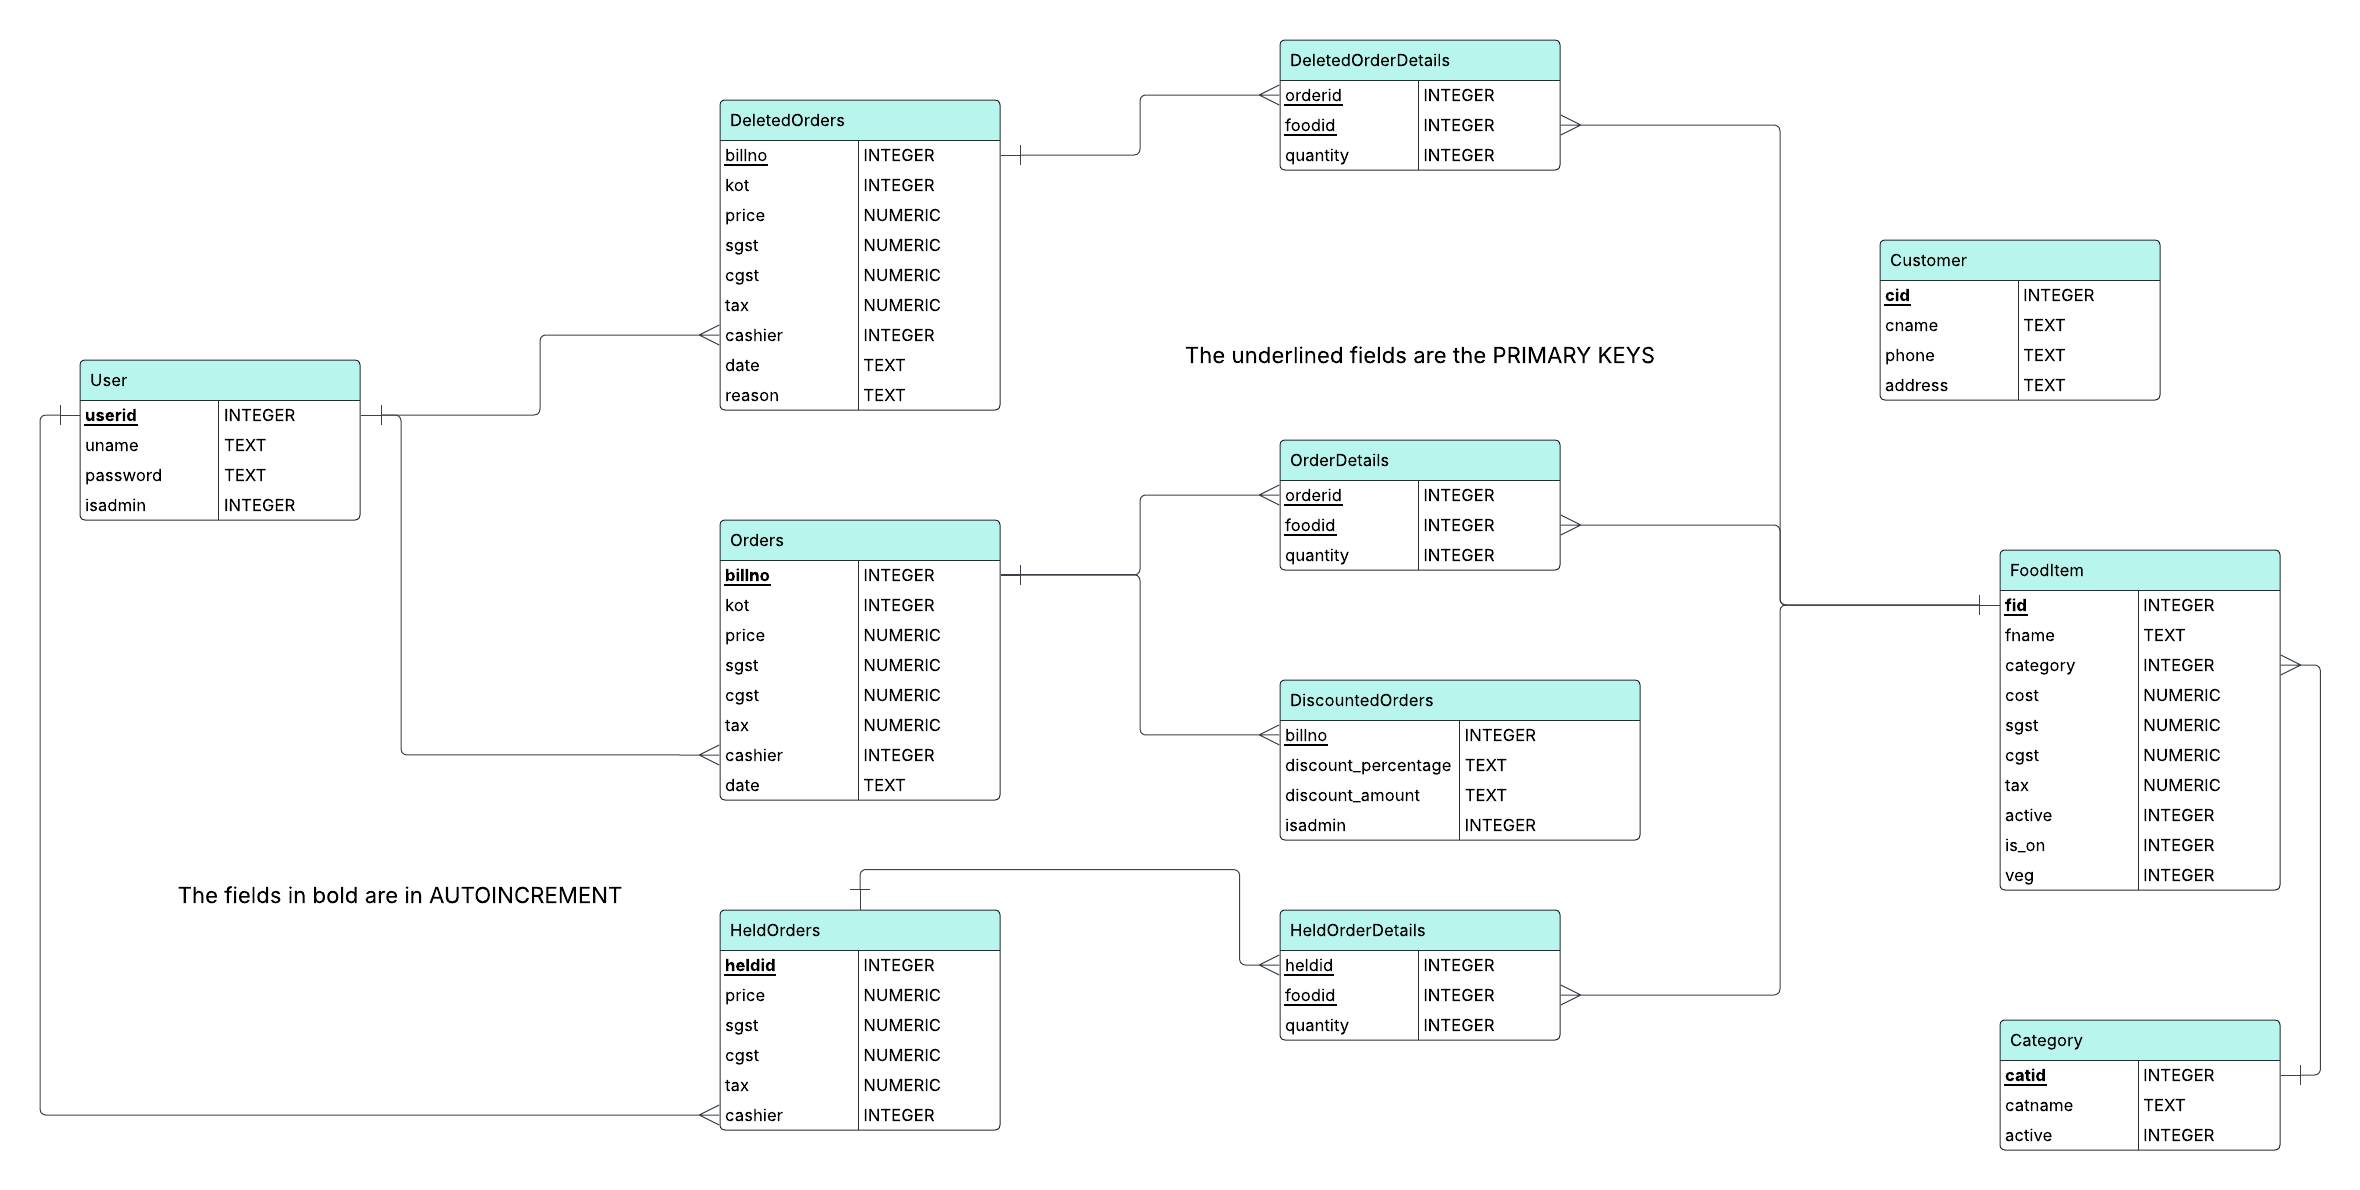 DeletedOrderDetails
orderid INTEGER
foodid INTEGER
quantity INTEGER
DeletedOrders
billno INTEGER
kot INTEGER
price NUMERIC
sgst NUMERIC
cgst NUMERIC
tax NUMERIC
cashier INTEGER
date TEXT
reason TEXT
Customer
cid INTEGER
cname TEXT
phone TEXT
address TEXT
The underlined fields are the PRIMARY KEYS
User
userid INTEGER
uname TEXT
password TEXT
isadmin INTEGER
OrderDetails
orderid INTEGER
foodid INTEGER
quantity INTEGER
Orders
billno INTEGER
kot INTEGER
price NUMERIC
sgst NUMERIC
cgst NUMERIC
tax NUMERIC
cashier INTEGER
date TEXT
FoodItem
fid INTEGER
fname TEXT
category INTEGER
cost NUMERIC
sgst NUMERIC
cgst NUMERIC
tax NUMERIC
active INTEGER
is_on INTEGER
veg INTEGER
DiscountedOrders
billno INTEGER
discount_percentage TEXT
discount_amount TEXT
isadmin INTEGER
The fields in bold are in AUTOINCREMENT
HeldOrders
heldid INTEGER
price NUMERIC
sgst NUMERIC
cgst NUMERIC
tax NUMERIC
cashier INTEGER
HeldOrderDetails
heldid INTEGER
foodid INTEGER
quantity INTEGER
Category
catid INTEGER
catname TEXT
active INTEGER